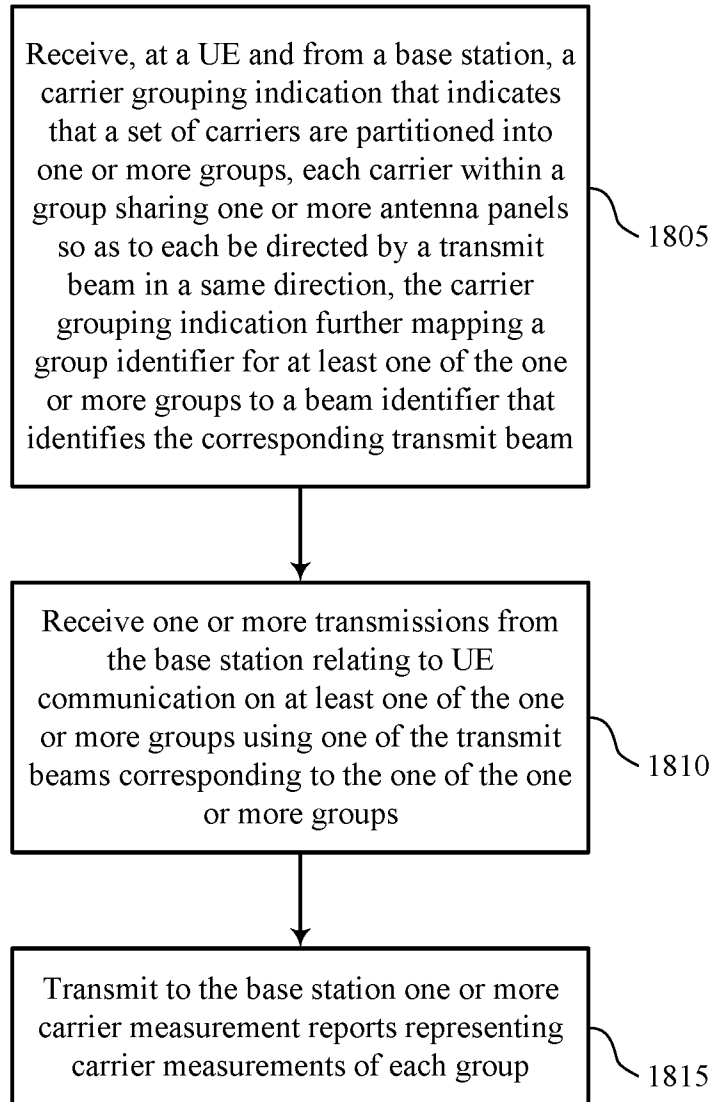 Receive, at a UE and from a base station, a
carrier grouping indication that indicates
that a set of carriers are partitioned into
one or more groups, each carrier within a
group sharing one or more antenna panels
so as to each be directed by a transmit
beam in a same direction, the carrier
grouping indication further mapping a
group identifier for at least one of the one
or more groups to a beam identifier that
identifies the corresponding transmit beam
1805
Receive one or more transmissions from
the base station relating to UE
communication on at least one of the one
or more groups using one of the transmit
beams corresponding to the one of the one
or more groups
1810
Transmit to the base station one or more
carrier measurement reports representing
carrier measurements of each group
1815